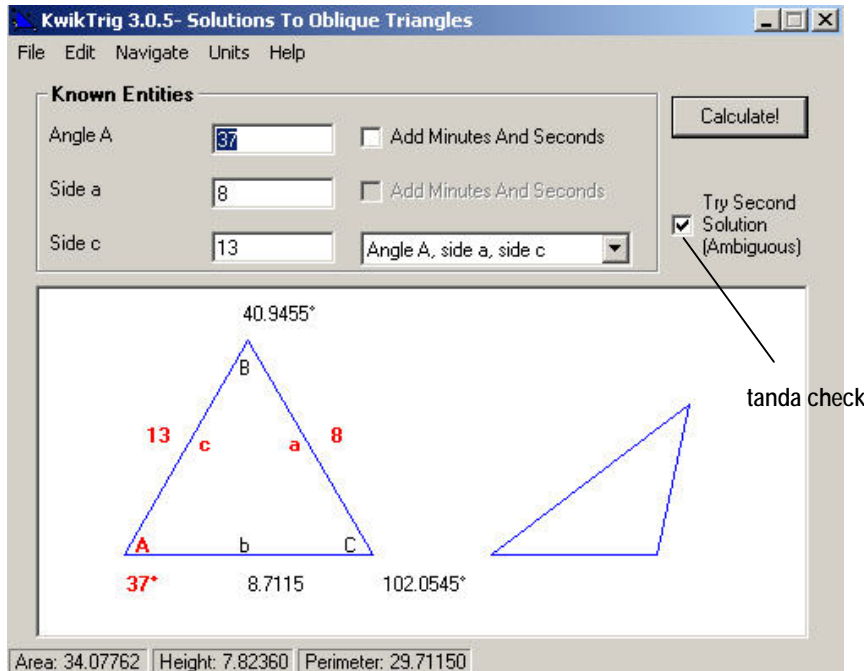 KwikTrig 3.0.5- Solutions To Oblique Triangles
File Edit Navigate Units Help
Known Entities
Angle A 37 Add Minutes And Seconds
Calculate!
Side a 8 Add Minutes And Seconds
Side c 13 Angle A, side a, side c
Try Second
Solution
(Ambiguous)
tanda check
40.9455°
B
13 c a 8
A b C
37° 8.7115 102.0545°
Area: 34.07762 Height: 7.82360 Perimeter: 29.71150